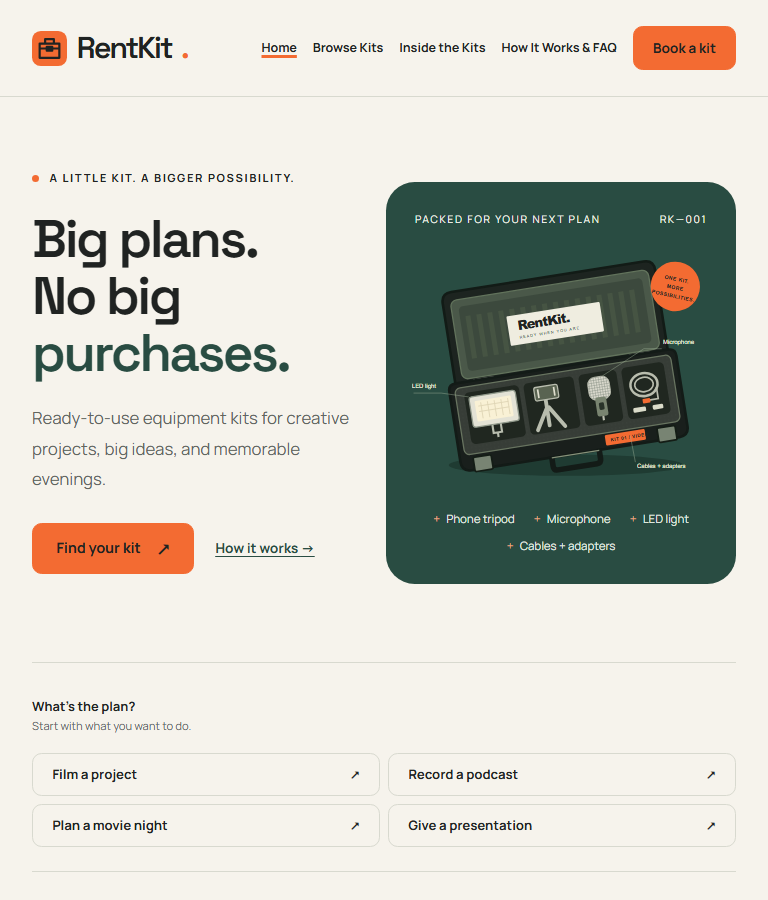 RentKit .
Home
Browse Kits
Inside the Kits
How It Works & FAQ
Book a kit
A LITTLE KIT. A BIGGER POSSIBILITY.
Big plans.
No big
purchases.
Ready-to-use equipment kits for creative
projects, big ideas, and memorable
evenings.
Find your kit ↗
How it works →
PACKED FOR YOUR NEXT PLAN
RK—001
ONE KIT.
MORE
POSSIBILITIES.
RentKit.
READY WHEN YOU ARE
Microphone
LED light
KIT 01 / VIDE
Cables + adapters
+ Phone tripod
+ Microphone
+ LED light
+ Cables + adapters
What's the plan?
Start with what you want to do.
Film a project ↗
Record a podcast ↗
Plan a movie night ↗
Give a presentation ↗